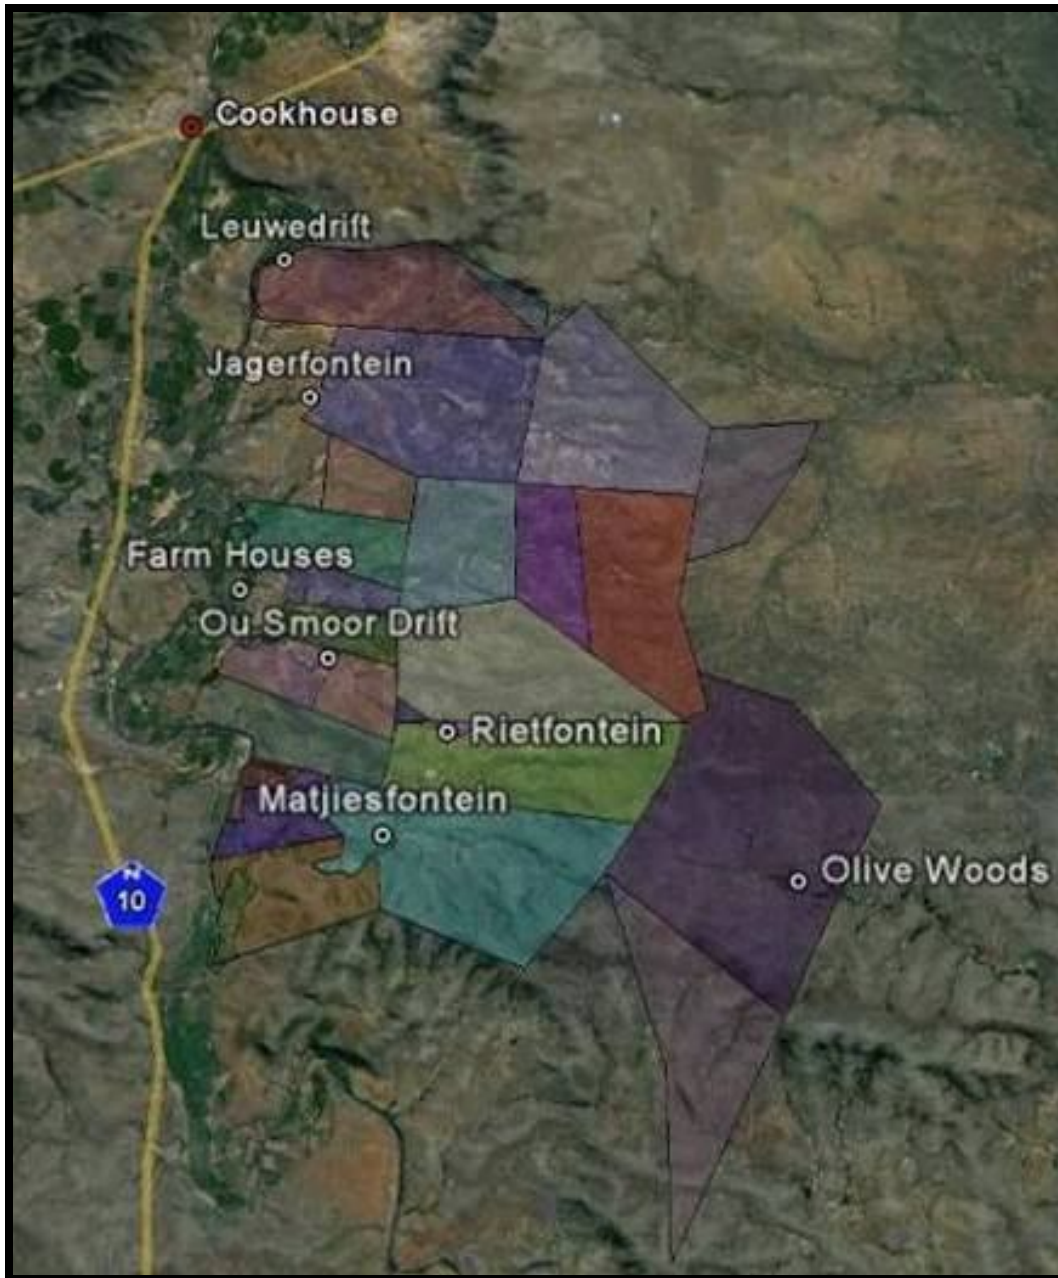 Cookhouse
Leuwedrift
Jagerfontein
Farm Houses
Ou Smoor Drift
Rietfontein
Matjiesfontein
Olive Woods
N
10